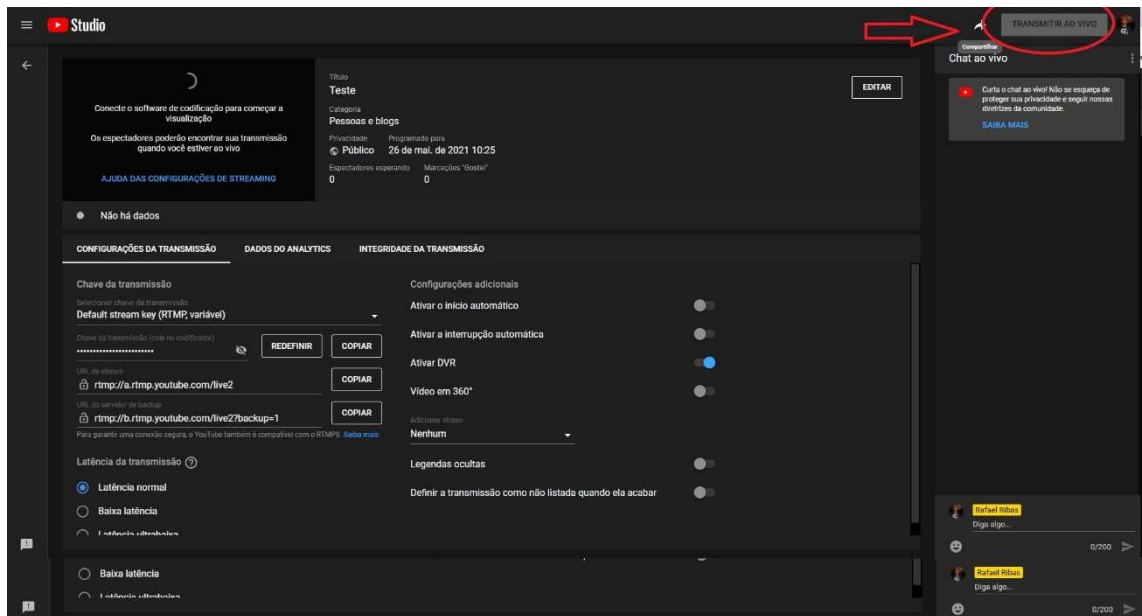 Studio
TRANSMITIR AO VIVO
Compartilhar
Chat ao vivo
Conecte o software de codificação para começar a
visualização
Os espectadores poderão encontrar sua transmissão
quando você estiver ao vivo
AJUDA DAS CONFIGURAÇÕES DE STREAMING
Título
Teste
EDITAR
Categoria
Pessoas e blogs
Privacidade Programado para
Público 26 de mai. de 2021 10:25
Espectadores esperando Marcações "Gostei"
0 0
Curta o chat ao vivo! Não se esqueça de
proteger sua privacidade e seguir nossas
diretrizes da comunidade.
SAIBA MAIS
Não há dados
CONFIGURAÇÕES DA TRANSMISSÃO DADOS DO ANALYTICS INTEGRIDADE DA TRANSMISSÃO
Chave da transmissão
Selecionar chave da transmissão
Default stream key (RTMP, variável)
Chave da transmissão (cole no codificador)
••••••••••••••••••••••••
REDEFINIR COPIAR
URL do stream
rtmp://a.rtmp.youtube.com/live2
COPIAR
URL do servidor de backup
rtmp://b.rtmp.youtube.com/live2?backup=1
COPIAR
Para garantir uma conexão segura, o YouTube também é compatível com o RTMPS. Saiba mais
Latência da transmissão
Latência normal
Baixa latência
Latência ultrabaixa
Configurações adicionais
Ativar o início automático
Ativar a interrupção automática
Ativar DVR
Vídeo em 360°
Adicionar atraso
Nenhum
Legendas ocultas
Definir a transmissão como não listada quando ela acabar
Rafael Ribas
Diga algo...
0/200
Baixa latência
Latência ultrabaixa
Rafael Ribas
Diga algo...
0/200